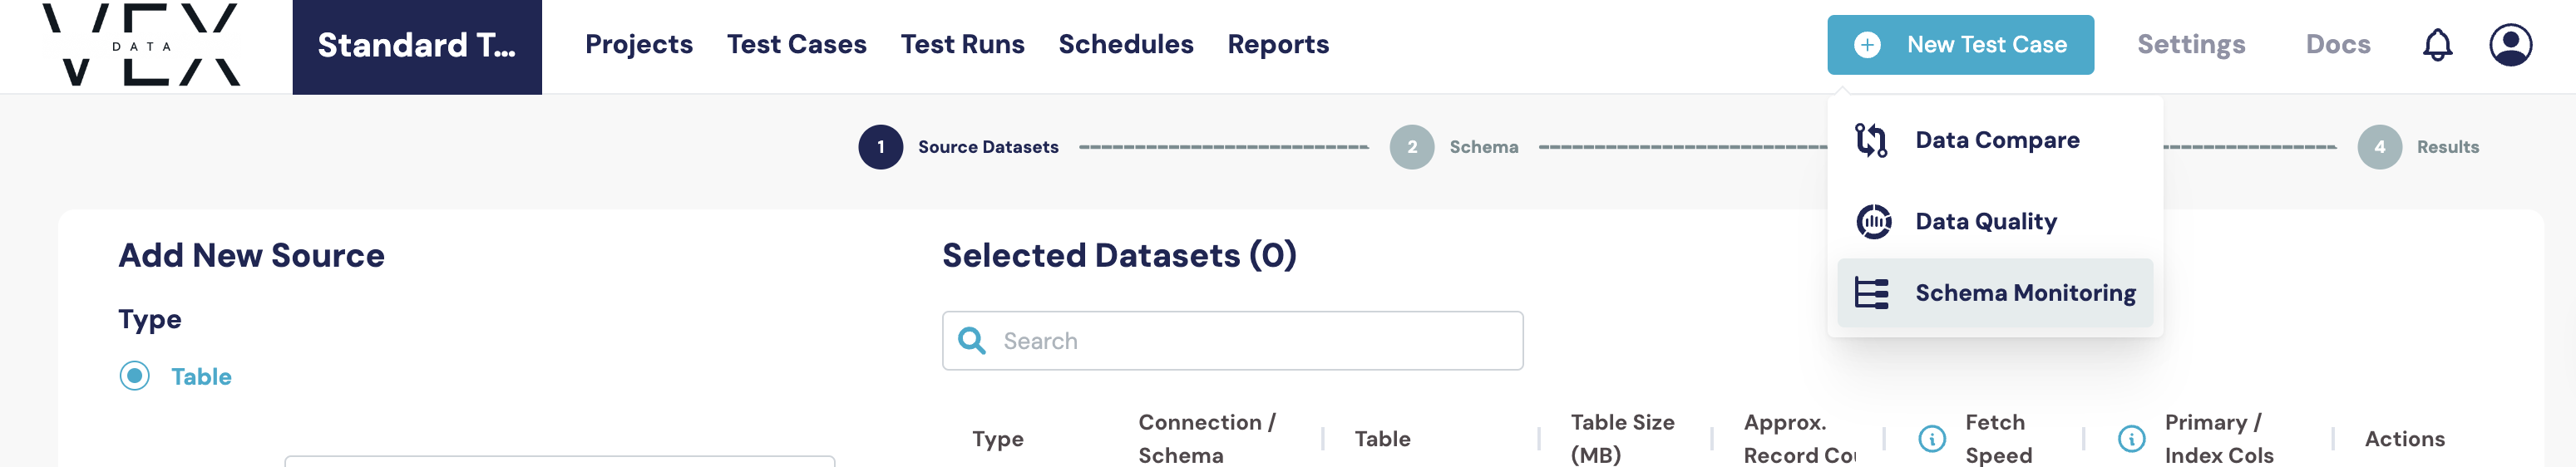 VEX
DATA
Standard T...
Projects
Test Cases
Test Runs
Schedules
Reports
New Test Case
Settings
Docs
1
Source Datasets
2
Schema
4
Results
Data Compare
Data Quality
Schema Monitoring
Add New Source
Type
Table
Selected Datasets (0)
Search
Type
Connection /
Schema
Table
Table Size
(MB)
Approx.
Record Cou
Fetch
Speed
Primary /
Index Cols
Actions